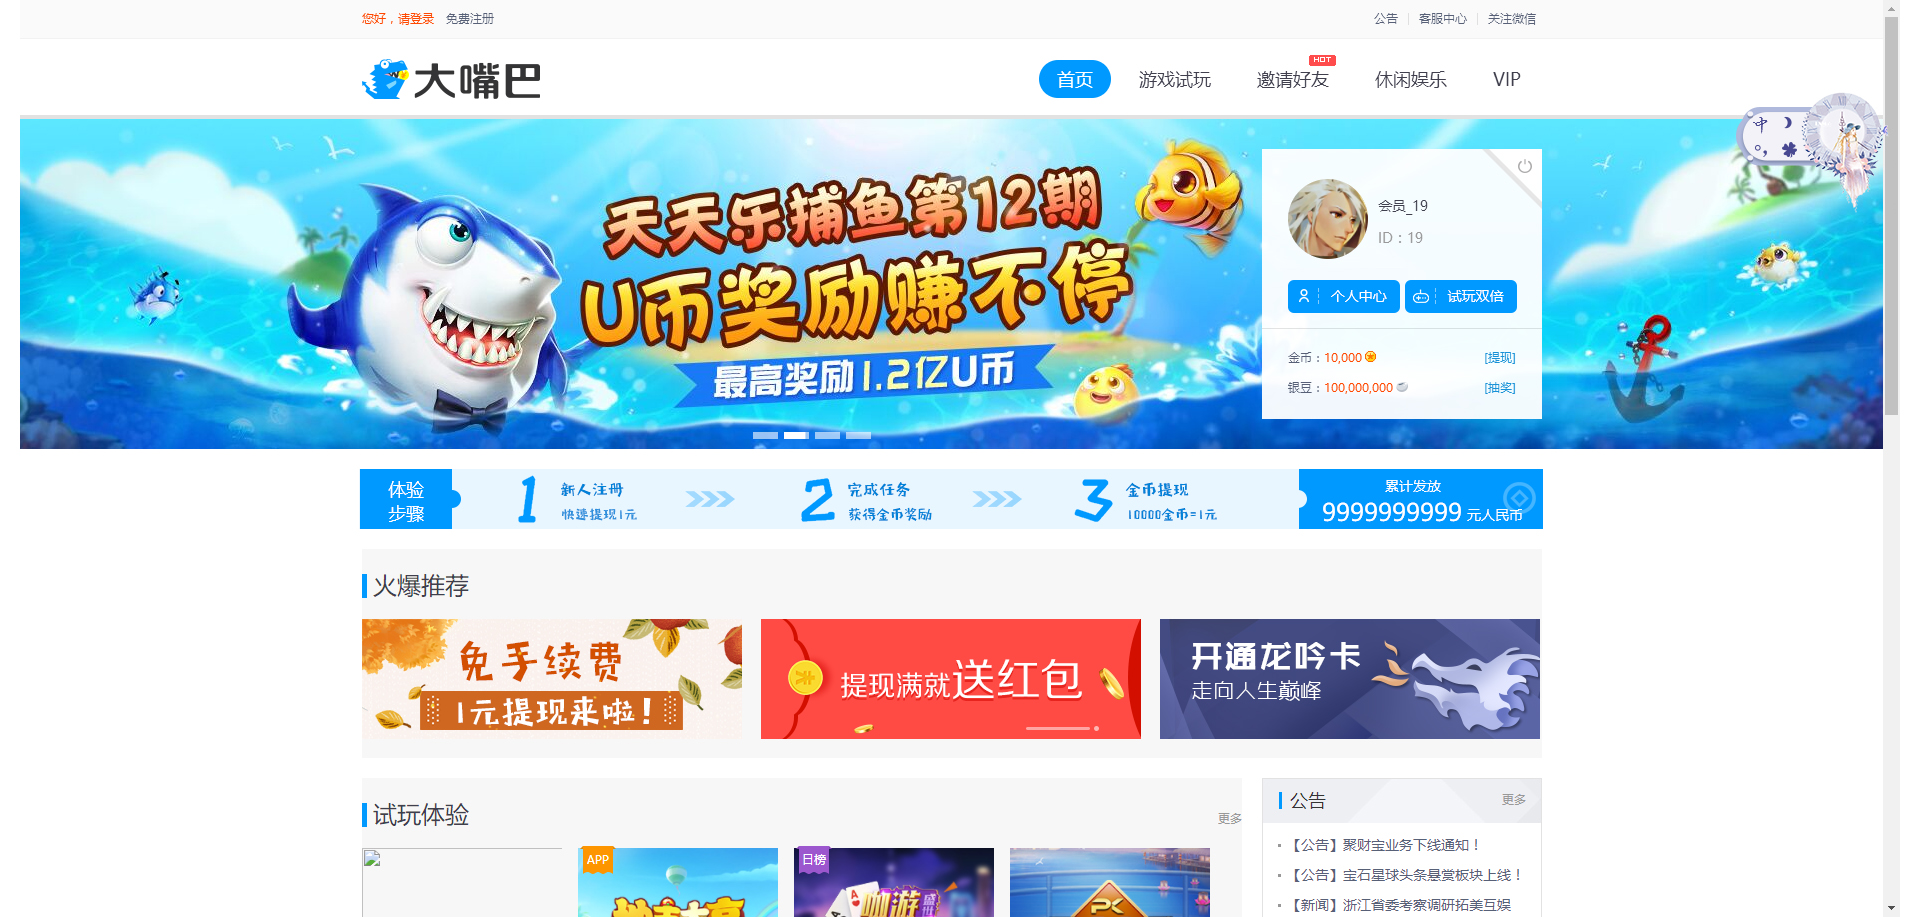 您好，请登录 免费注册
公告 客服中心 关注微信
大嘴巴
首页 游戏试玩 邀请好友 HOT 休闲娱乐 VIP
中
天天乐捕鱼第12期
U币奖励赚不停
最高奖励1.2亿U币
会员_19
ID：19
个人中心 试玩双倍
金币：10,000 [提现]
银豆：100,000,000 [抽奖]
体验
步骤
1 新人注册
快速提现1元
2 完成任务
获得金币奖励
3 金币提现
10000金币=1元
累计发放
9999999999 元人民币
火爆推荐
免手续费
1元提现来啦！
提现满就送红包
开通龙吟卡
走向人生巅峰
试玩体验 更多
公告 更多
APP
日榜
咖游
盛世
PK
【公告】聚财宝业务下线通知！
【公告】宝石星球头条悬赏板块上线！
【新闻】浙江省委考察调研拓美互娱